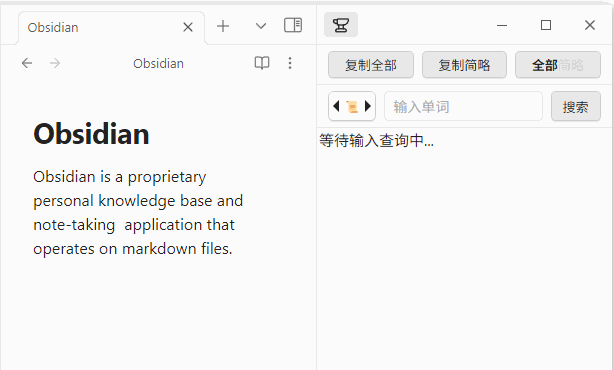 Obsidian
Obsidian
复制全部 复制简略 全部简略
输入单词 搜索
Obsidian
等待输入查询中...
Obsidian is a proprietary
personal knowledge base and
note-taking  application that
operates on markdown files.